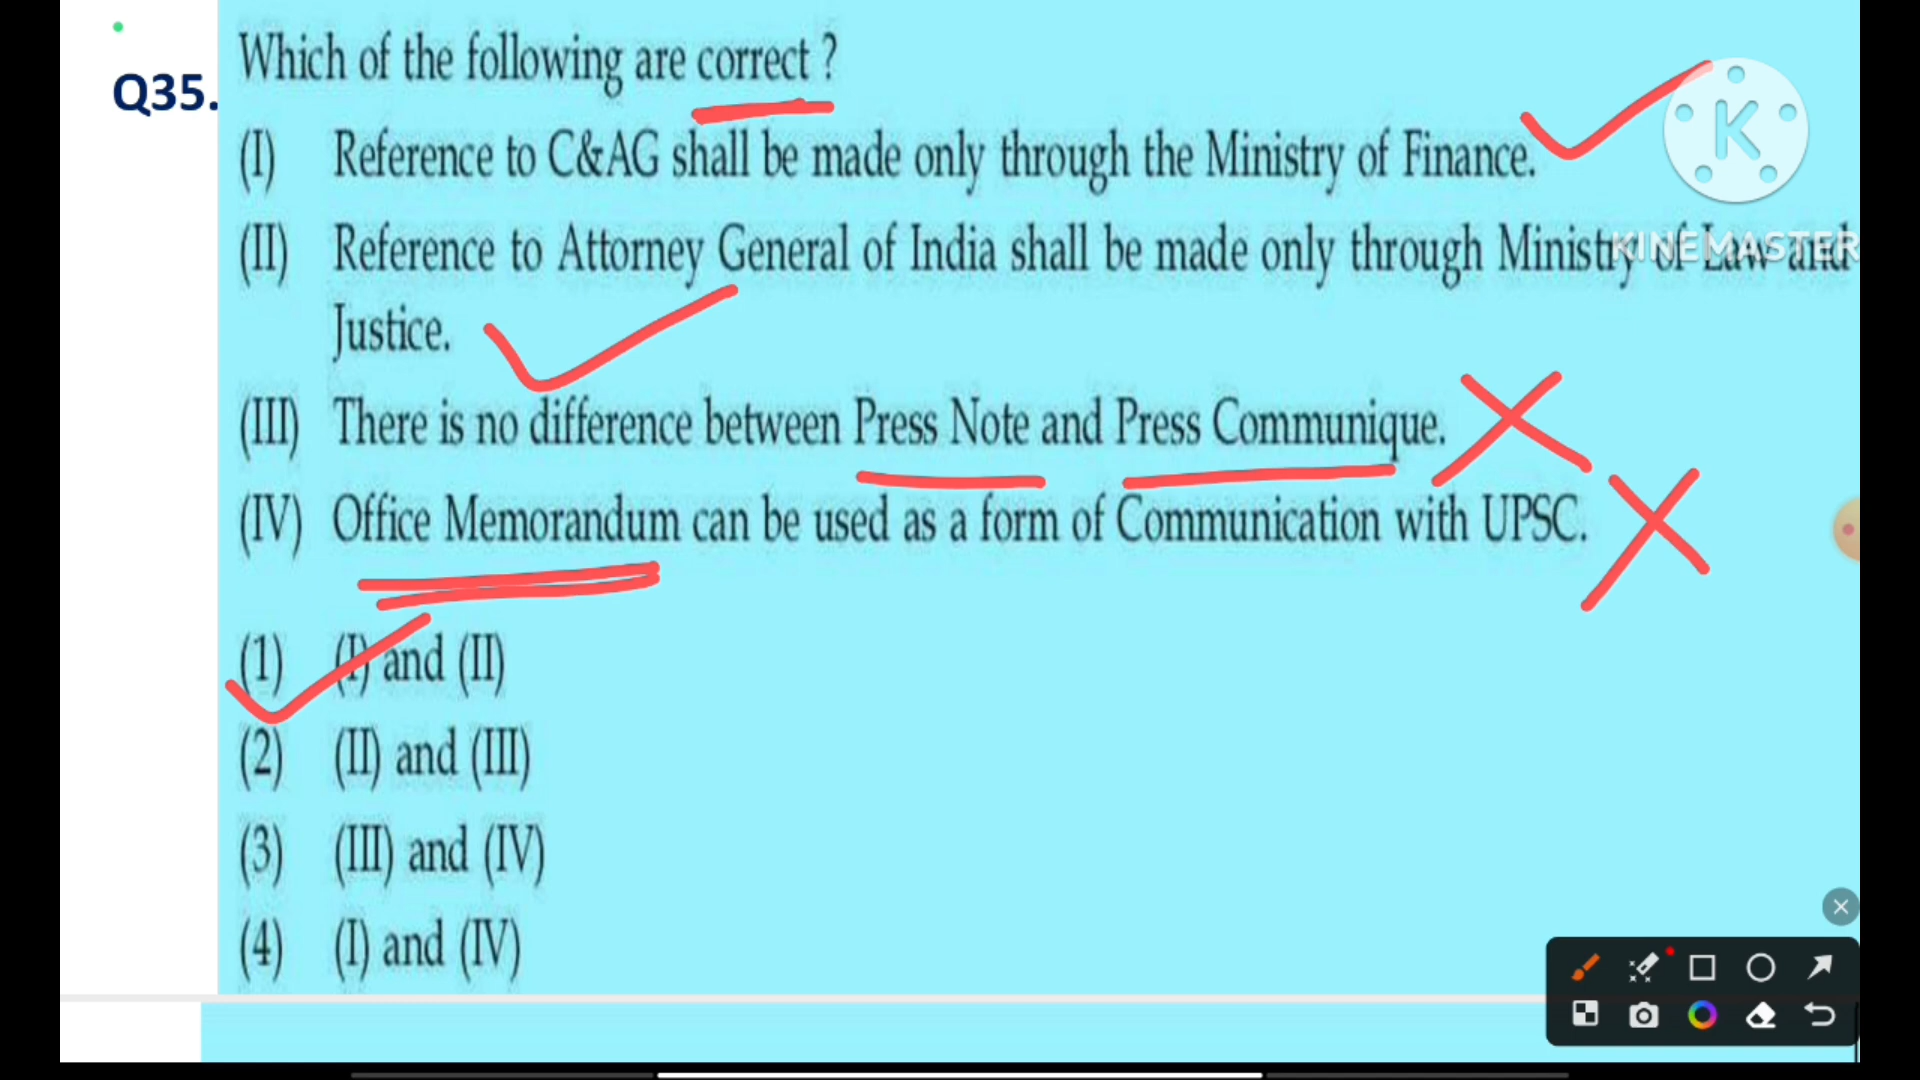 Q35.
Which of the following are correct ?
(I) Reference to C&AG shall be made only through the Ministry of Finance.
(II) Reference to Attorney General of India shall be made only through Ministry of Law and
Justice.
(III) There is no difference between Press Note and Press Communique.
(IV) Office Memorandum can be used as a form of Communication with UPSC.
(1) (I) and (II)
(2) (II) and (III)
(3) (III) and (IV)
(4) (I) and (IV)
K
KINEMASTER